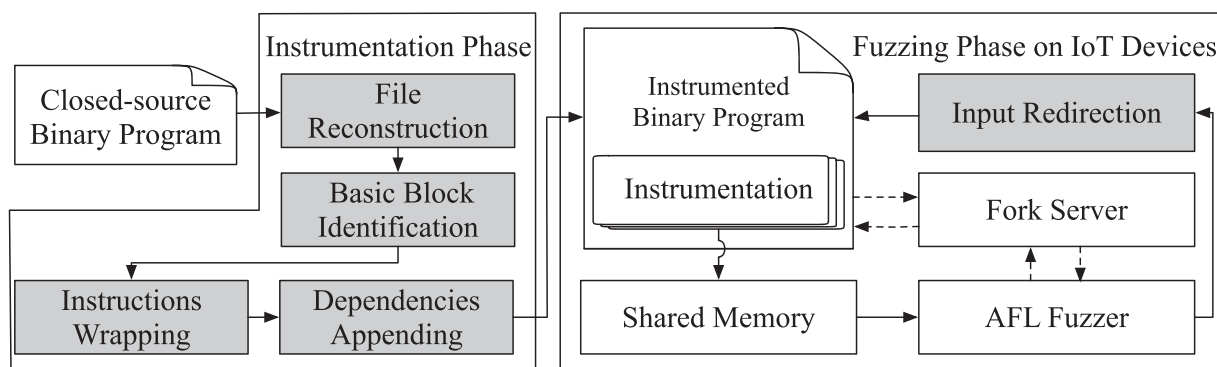 Instrumentation Phase
Closed-source
Binary Program
File
Reconstruction
Basic Block
Identification
Instructions
Wrapping
Dependencies
Appending
Fuzzing Phase on IoT Devices
Instrumented
Binary Program
Instrumentation
Input Redirection
Fork Server
Shared Memory
AFL Fuzzer